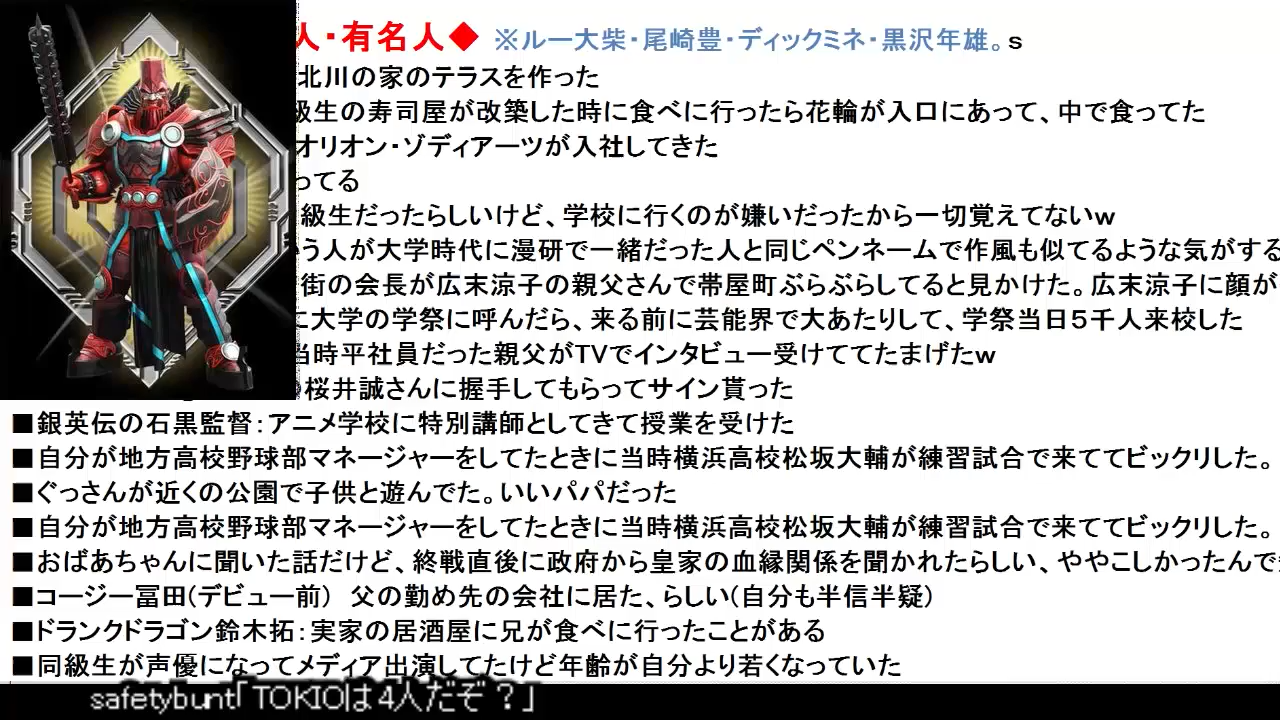 人・有名人◆ ※ルー大柴・尾崎豊・ディックミネ・黒沢年雄。s
北川の家のテラスを作った
級生の寿司屋が改築した時に食べに行ったら花輪が入口にあって、中で食ってた
オリオン・ゾディアーツが入社してきた
ってる
級生だったらしいけど、学校に行くのが嫌いだったから一切覚えてないw
う人が大学時代に漫研で一緒だった人と同じペンネームで作風も似てるような気がする
街の会長が広末涼子の親父さんで帯屋町ぶらぶらしてると見かけた。広末涼子に顔が
に大学の学祭に呼んだら、来る前に芸能界で大あたりして、学祭当日5千人来校した
当時平社員だった親父がTVでインタビュー受けててたまげたw
桜井誠さんに握手してもらってサイン貰った
■銀英伝の石黒監督：アニメ学校に特別講師としてきて授業を受けた
■自分が地方高校野球部マネージャーをしてたときに当時横浜高校松坂大輔が練習試合で来ててビックリした。
■ぐっさんが近くの公園で子供と遊んでた。いいパパだった
■自分が地方高校野球部マネージャーをしてたときに当時横浜高校松坂大輔が練習試合で来ててビックリした。
■おばあちゃんに聞いた話だけど、終戦直後に政府から皇家の血縁関係を聞かれたらしい、ややこしかったんで
■コージー冨田(デビュー前)　父の勤め先の会社に居た、らしい(自分も半信半疑)
■ドランクドラゴン鈴木拓：実家の居酒屋に兄が食べに行ったことがある
■同級生が声優になってメディア出演してたけど年齢が自分より若くなっていた
safetybunt「TOKIOは4人だぞ？」